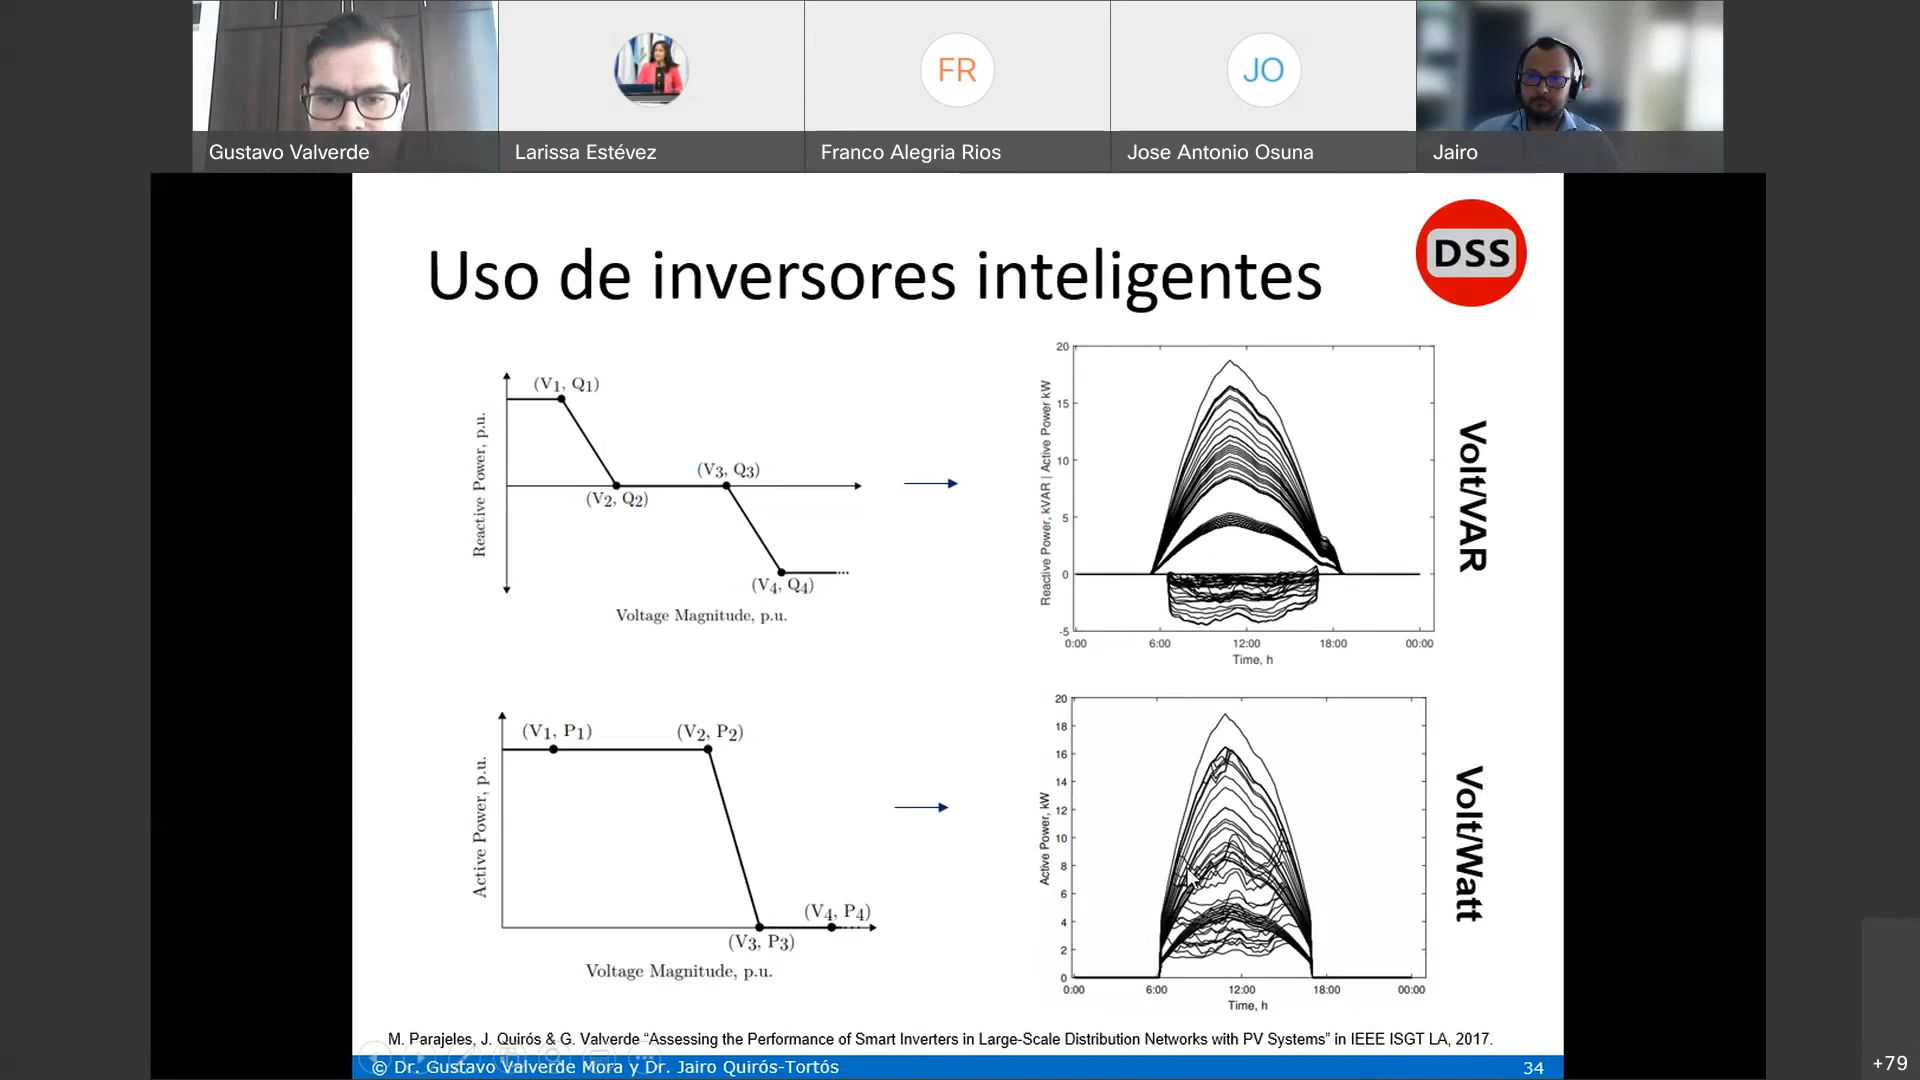 FR
JO
Gustavo Valverde
Larissa Estévez
Franco Alegria Rios
Jose Antonio Osuna
Jairo
Uso de inversores inteligentes
DSS
(V1, Q1)
(V2, Q2)
(V3, Q3)
(V4, Q4)
Reactive Power, p.u.
Voltage Magnitude, p.u.
20
15
10
5
0
-5
Reactive Power, kVAR | Active Power kW
0:00 6:00 12:00 18:00 00:00
Time, h
Volt/VAR
(V1, P1)
(V2, P2)
(V3, P3)
(V4, P4)
Active Power, p.u.
Voltage Magnitude, p.u.
20
18
16
14
12
10
8
6
4
2
0
Active Power, kW
0:00 6:00 12:00 18:00 00:00
Time, h
Volt/Watt
M. Parajeles, J. Quirós & G. Valverde “Assessing the Performance of Smart Inverters in Large-Scale Distribution Networks with PV Systems” in IEEE ISGT LA, 2017.
© Dr. Gustavo Valverde Mora y Dr. Jairo Quirós-Tortós
34
+79